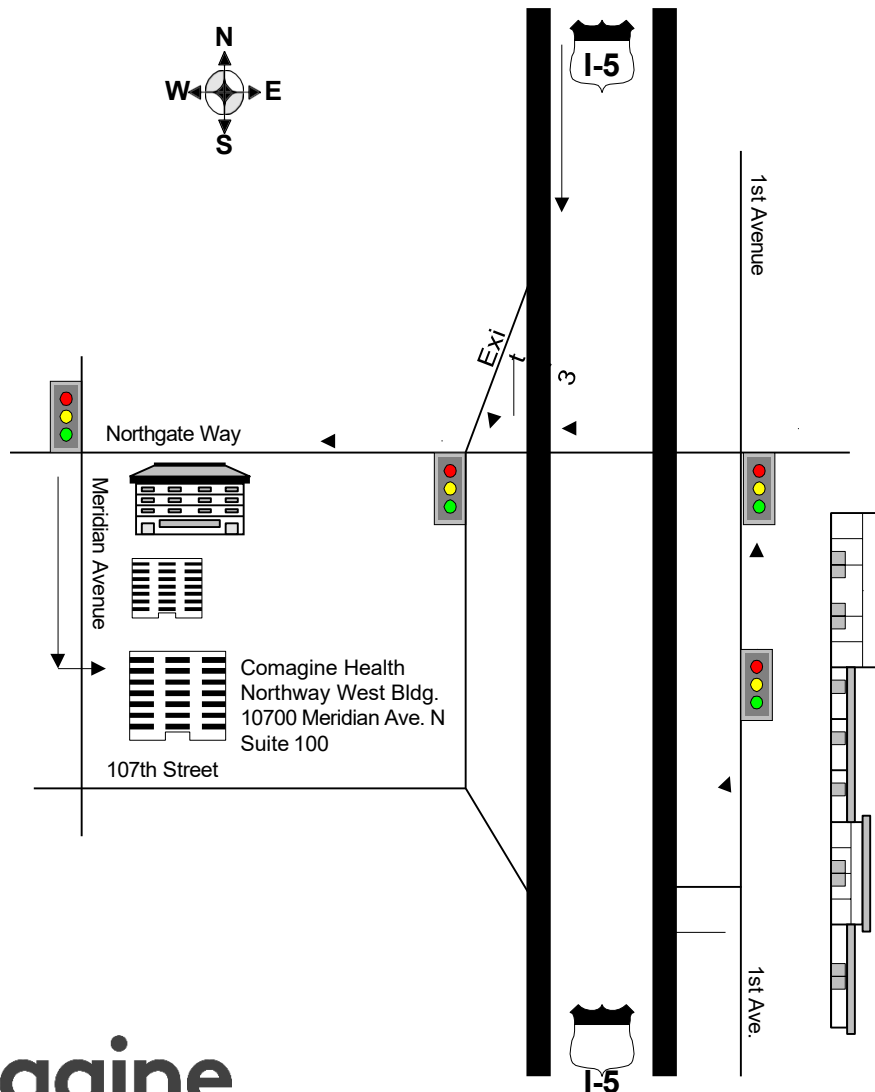 N
W
E
S
I-5
1st Avenue
Exi
t
3
Northgate Way
Meridian Avenue
Comagine Health
Northway West Bldg.
10700 Meridian Ave. N
Suite 100
107th Street
1st Ave.
I-5